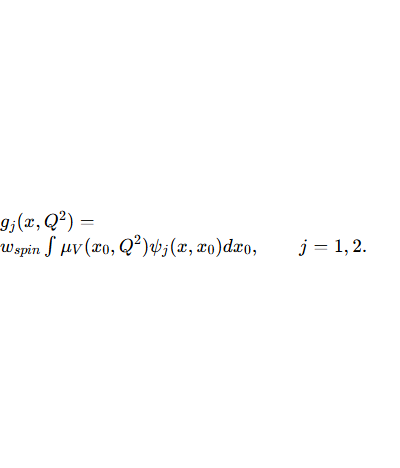 g_j(x, Q^2) =
w_{spin} ∫ μ_V(x_0, Q^2)ψ_j(x, x_0)dx_0, j = 1, 2.